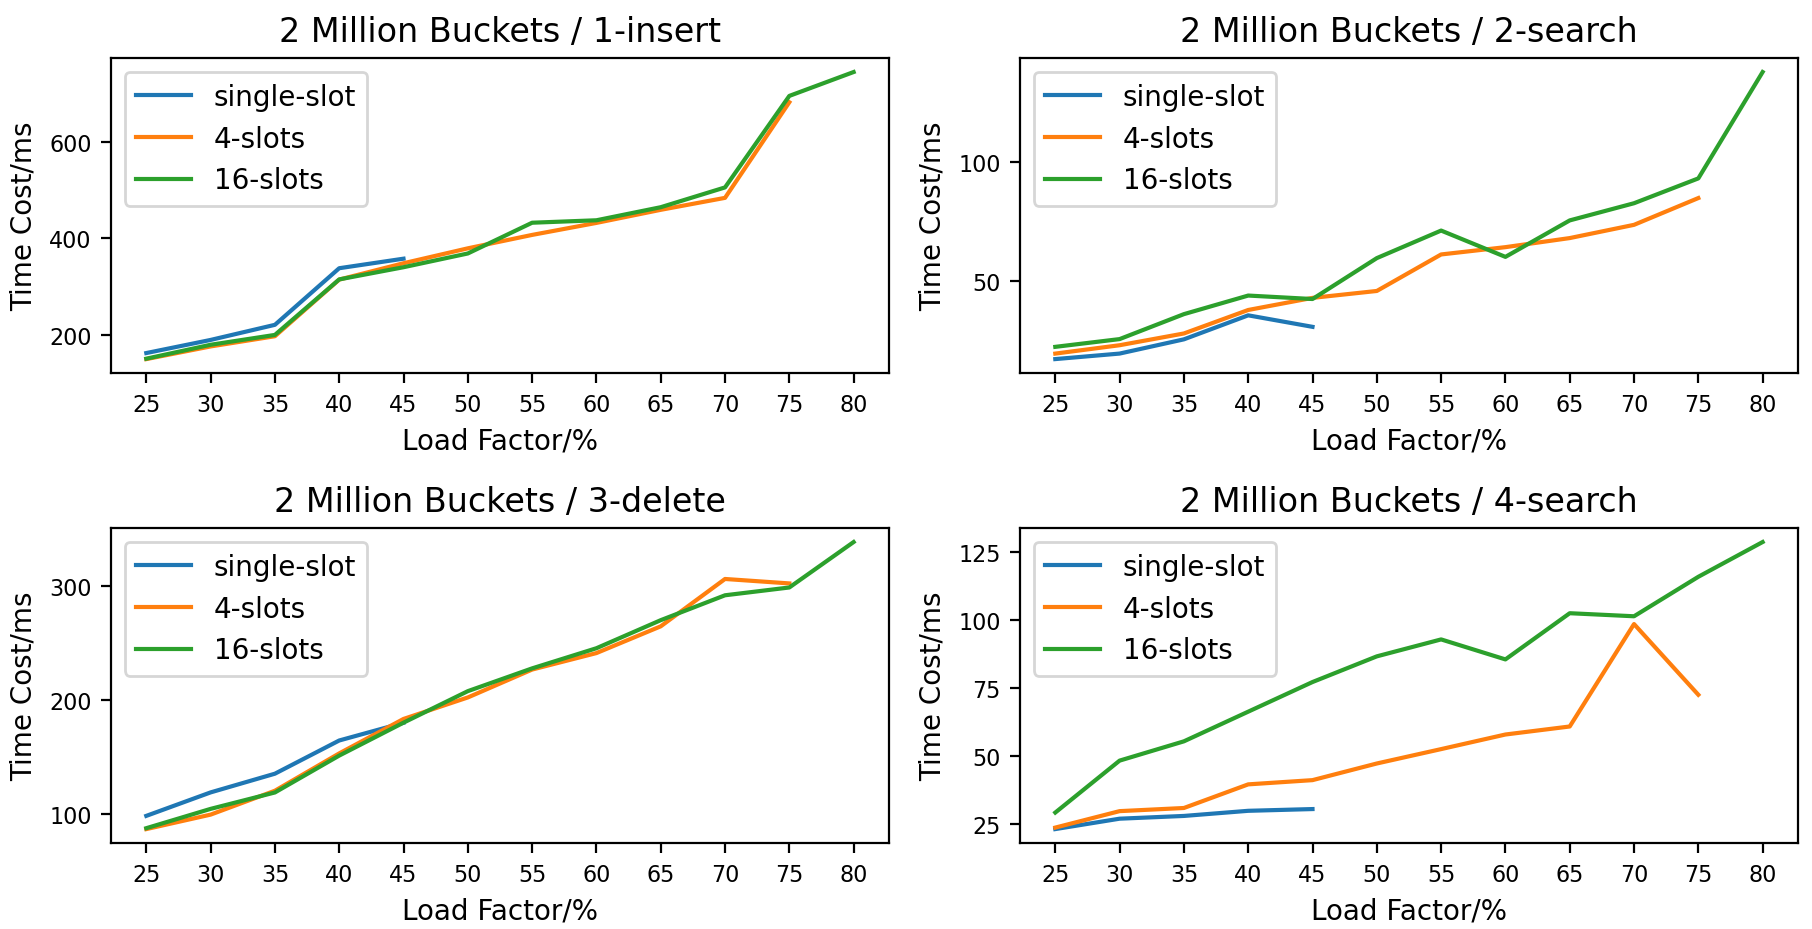 2 Million Buckets / 1-insert
single-slot
4-slots
16-slots
Time Cost/ms
600
400
200
25 30 35 40 45 50 55 60 65 70 75 80
Load Factor/%
2 Million Buckets / 2-search
single-slot
4-slots
16-slots
Time Cost/ms
100
50
25 30 35 40 45 50 55 60 65 70 75 80
Load Factor/%
2 Million Buckets / 3-delete
single-slot
4-slots
16-slots
Time Cost/ms
300
200
100
25 30 35 40 45 50 55 60 65 70 75 80
Load Factor/%
2 Million Buckets / 4-search
single-slot
4-slots
16-slots
Time Cost/ms
125
100
75
50
25
25 30 35 40 45 50 55 60 65 70 75 80
Load Factor/%